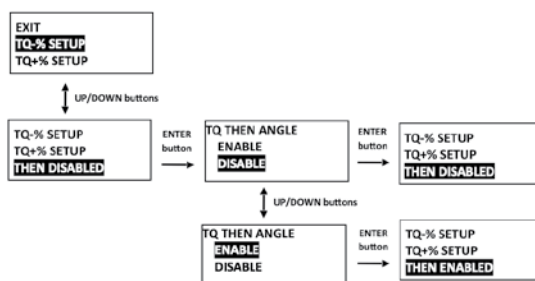 EXIT
TQ-% SETUP
TQ+% SETUP
UP/DOWN buttons
TQ-% SETUP
TQ+% SETUP
THEN DISABLED
ENTER
button
TQ THEN ANGLE
ENABLE
DISABLE
ENTER
button
TQ-% SETUP
TQ+% SETUP
THEN DISABLED
UP/DOWN buttons
TQ THEN ANGLE
ENABLE
DISABLE
ENTER
button
TQ-% SETUP
TQ+% SETUP
THEN ENABLED